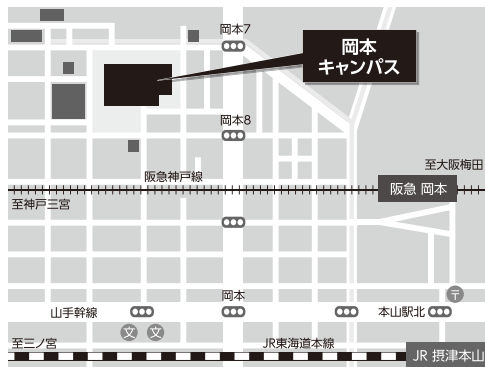 岡本7
岡本
キャンパス
岡本8
至大阪梅田
阪急神戸線
阪急 岡本
至神戸三宮
岡本
〒
山手幹線
本山駅北
文
文
至三ノ宮
JR東海道本線
JR 摂津本山